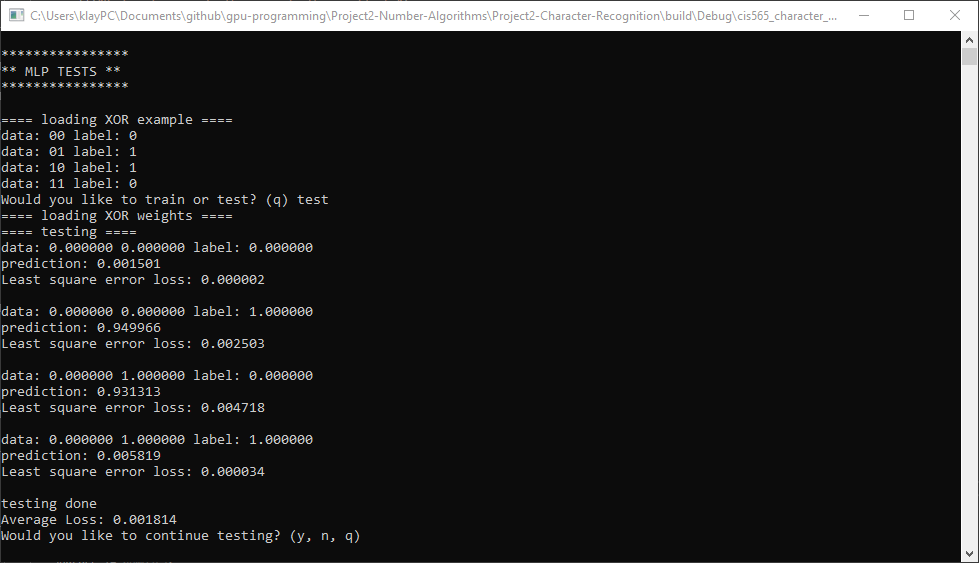 C:\Users\klayPC\Documents\github\gpu-programming\Project2-Number-Algorithms\Project2-Character-Recognition\build\Debug\cis565_character_...
****************
** MLP TESTS **
****************
==== loading XOR example ====
data: 00 label: 0
data: 01 label: 1
data: 10 label: 1
data: 11 label: 0
Would you like to train or test? (q) test
==== loading XOR weights ====
==== testing ====
data: 0.000000 0.000000 label: 0.000000
prediction: 0.001501
Least square error loss: 0.000002
data: 0.000000 0.000000 label: 1.000000
prediction: 0.949966
Least square error loss: 0.002503
data: 0.000000 1.000000 label: 0.000000
prediction: 0.931313
Least square error loss: 0.004718
data: 0.000000 1.000000 label: 1.000000
prediction: 0.005819
Least square error loss: 0.000034
testing done
Average Loss: 0.001814
Would you like to continue testing? (y, n, q)